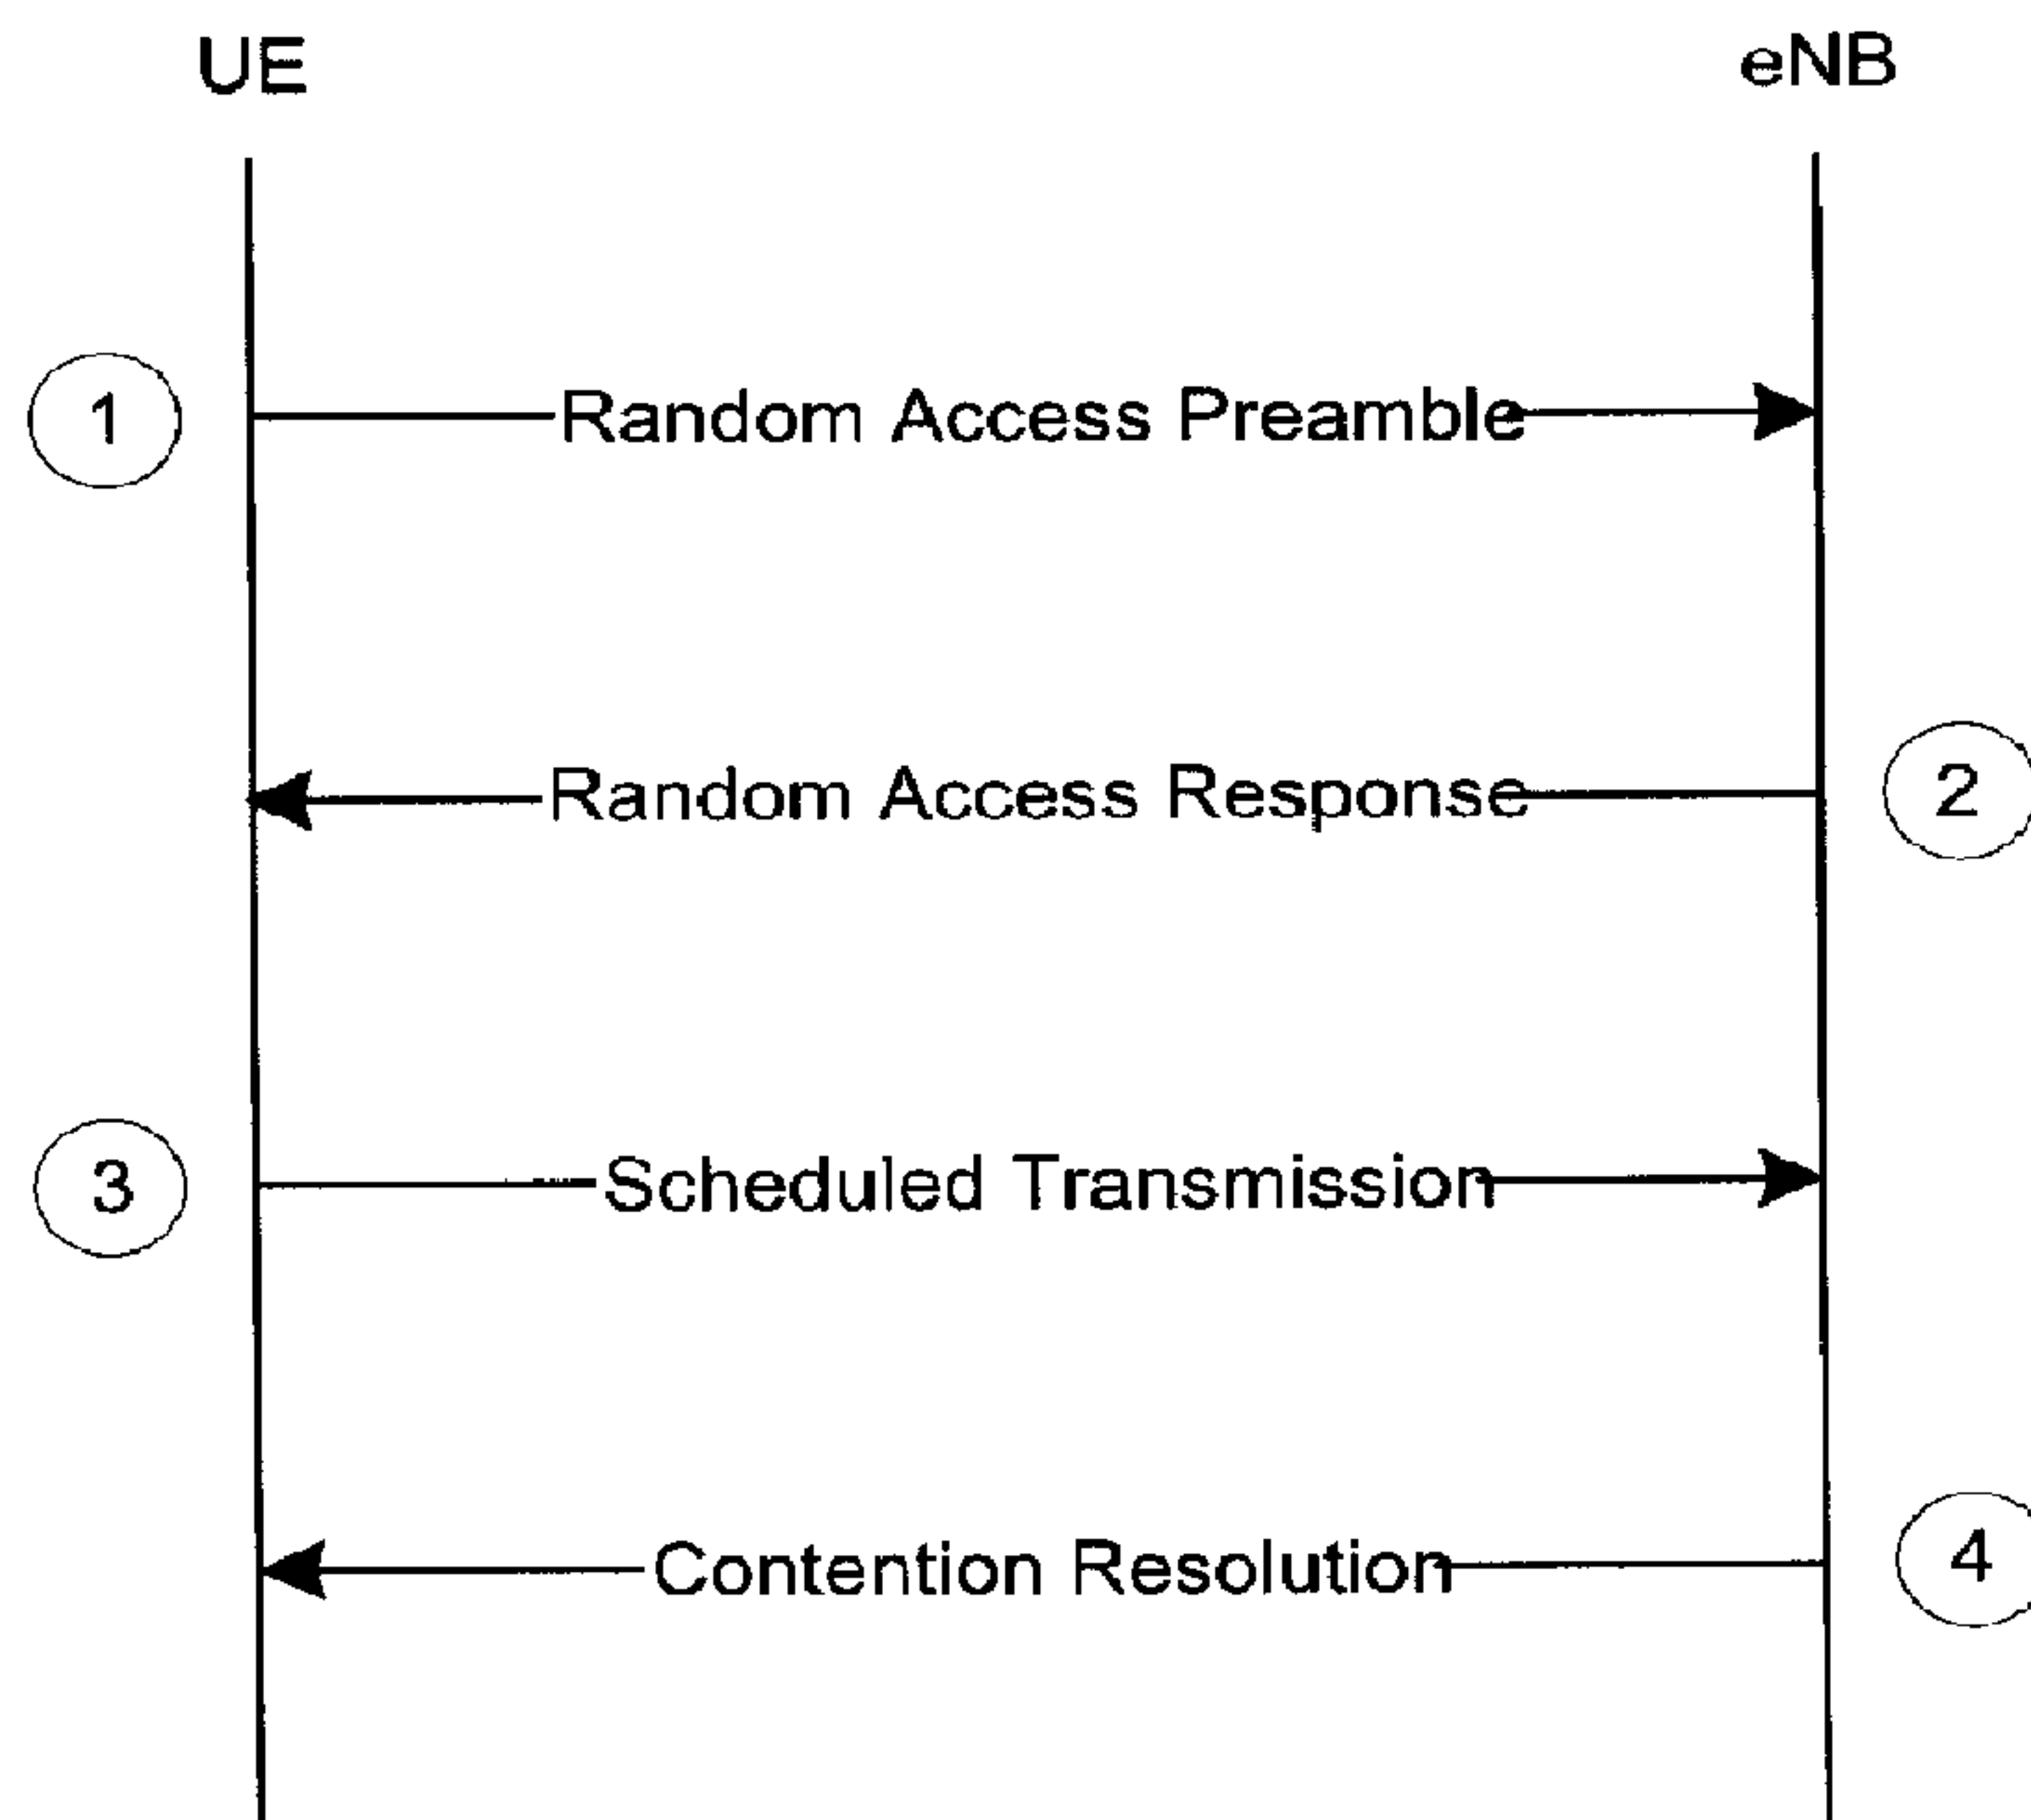 UE
eNB
1
Random Access Preamble
Random Access Response
2
3
Scheduled Transmission
Contention Resolution
4